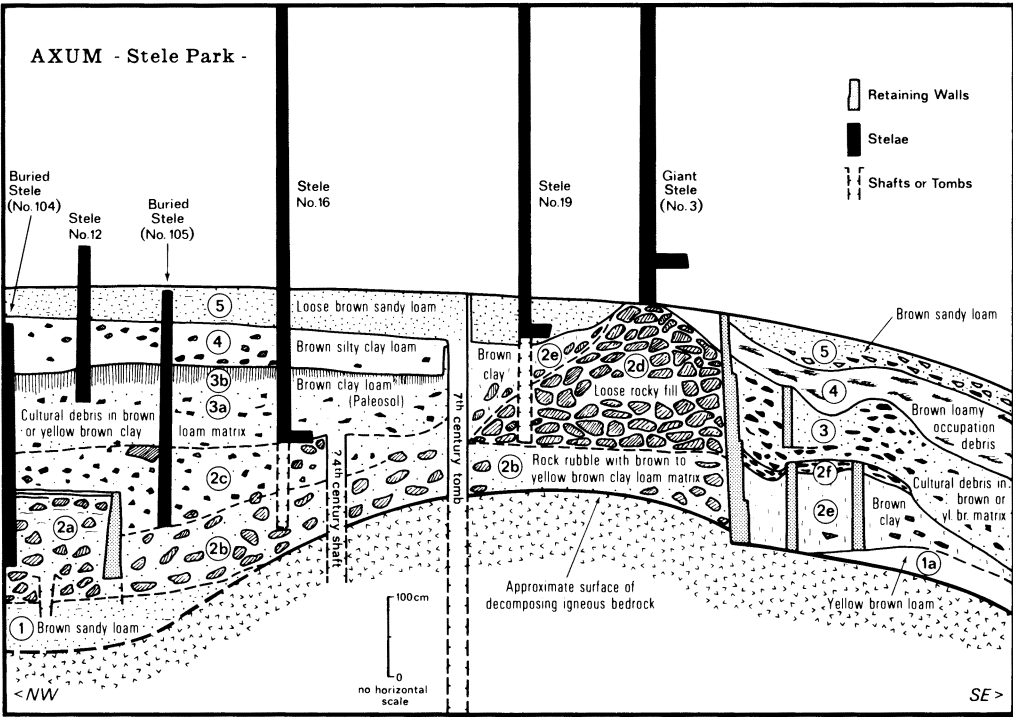 AXUM - Stele Park -
Retaining Walls
Stelae
Shafts or Tombs
Buried
Stele
(No. 104)
Stele
No.12
Buried
Stele
(No. 105)
Stele
No.16
Stele
No.19
Giant
Stele
(No. 3)
5
Loose brown sandy loam
4
Brown silty clay loam
3b
Brown clay loam
(Paleosol)
3a
Cultural debris in brown
or yellow brown clay
loam matrix
2c
2a
2b
1
Brown sandy loam
? 4th century shaft
7th century tomb
Brown
clay
2e
2d
Loose rocky fill
2b
Rock rubble with brown to
yellow brown clay loam matrix
Approximate surface of
decomposing igneous bedrock
100cm
0
no horizontal
scale
Brown sandy loam
5
4
Brown loamy
occupation
debris
3
2f
2e
Brown
clay
Cultural debris in
brown or
yl. br. matrix
1a
Yellow brown loam
<NW
SE >